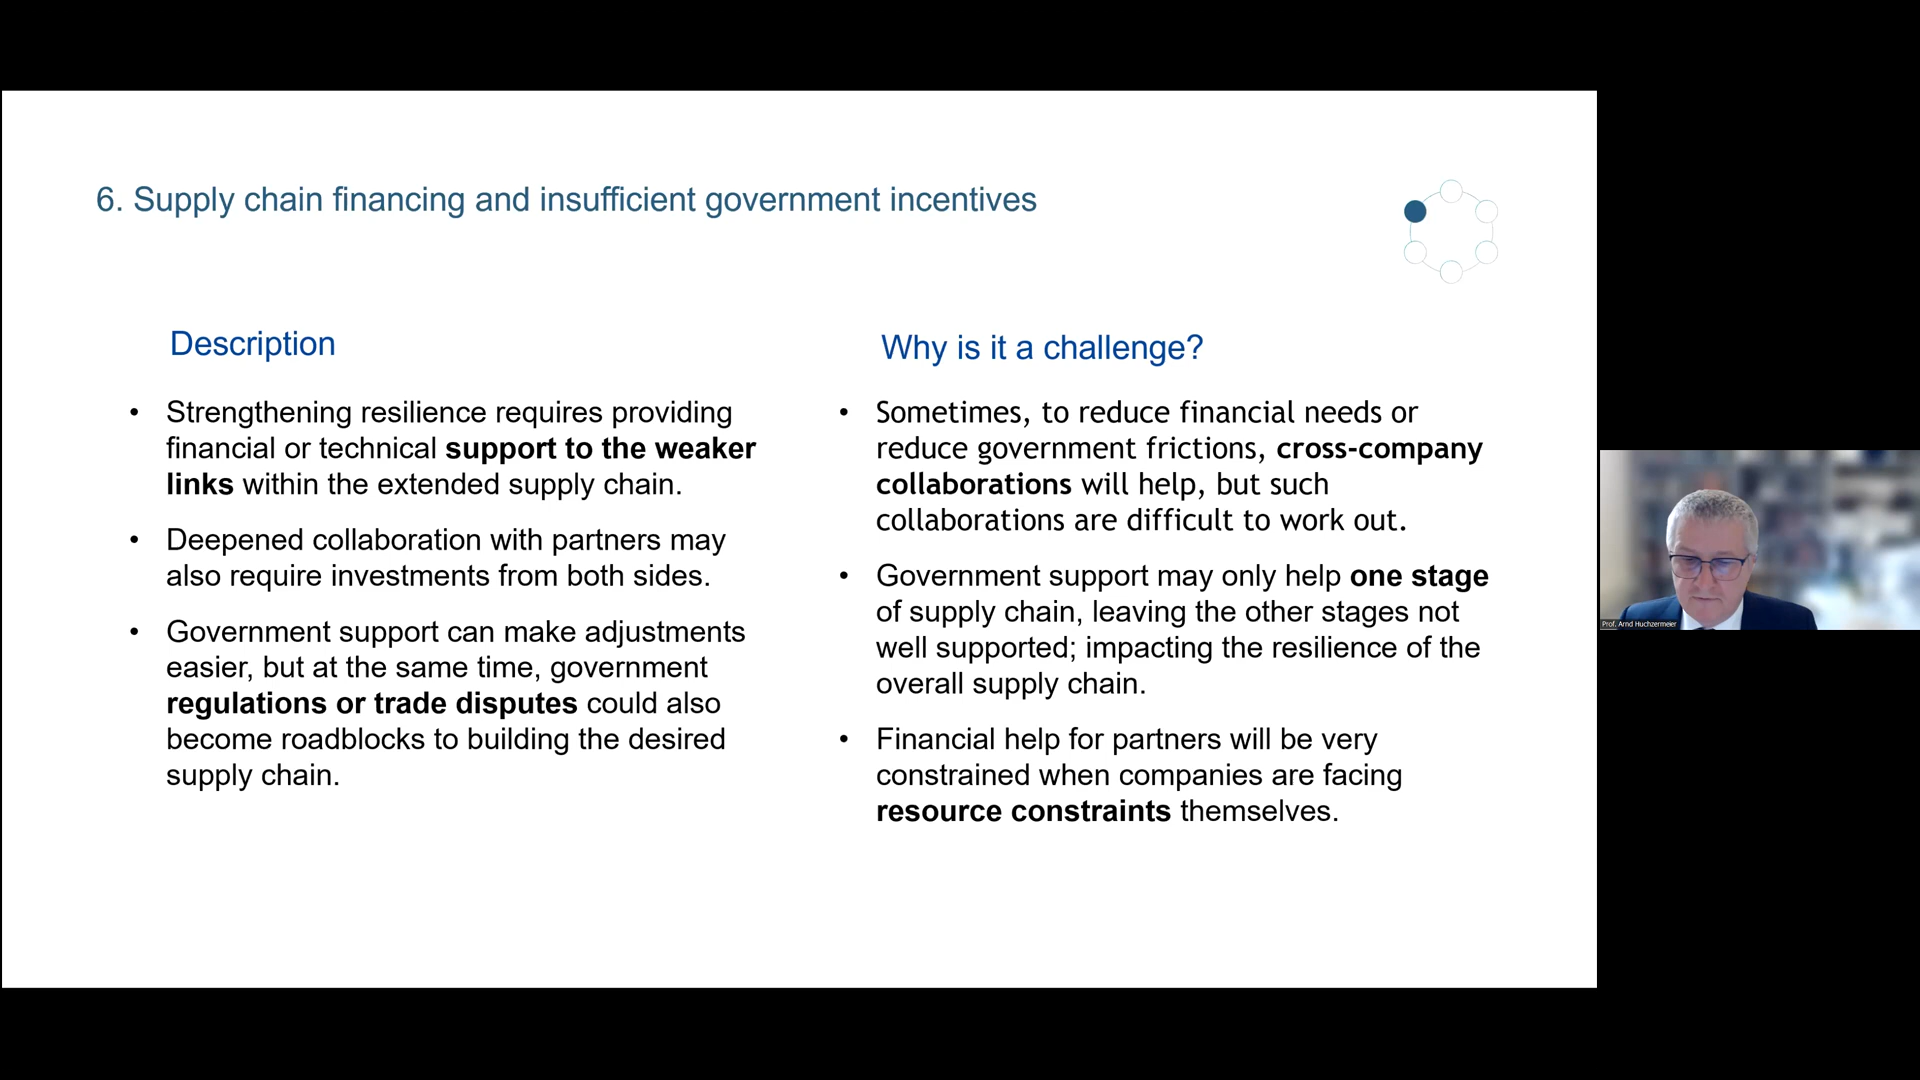 6. Supply chain financing and insufficient government incentives
Description
• Strengthening resilience requires providing
financial or technical support to the weaker
links within the extended supply chain.
• Deepened collaboration with partners may
also require investments from both sides.
• Government support can make adjustments
easier, but at the same time, government
regulations or trade disputes could also
become roadblocks to building the desired
supply chain.
Why is it a challenge?
• Sometimes, to reduce financial needs or
reduce government frictions, cross-company
collaborations will help, but such
collaborations are difficult to work out.
• Government support may only help one stage
of supply chain, leaving the other stages not
well supported; impacting the resilience of the
overall supply chain.
• Financial help for partners will be very
constrained when companies are facing
resource constraints themselves.
Prof. Arnd Huchzermeier